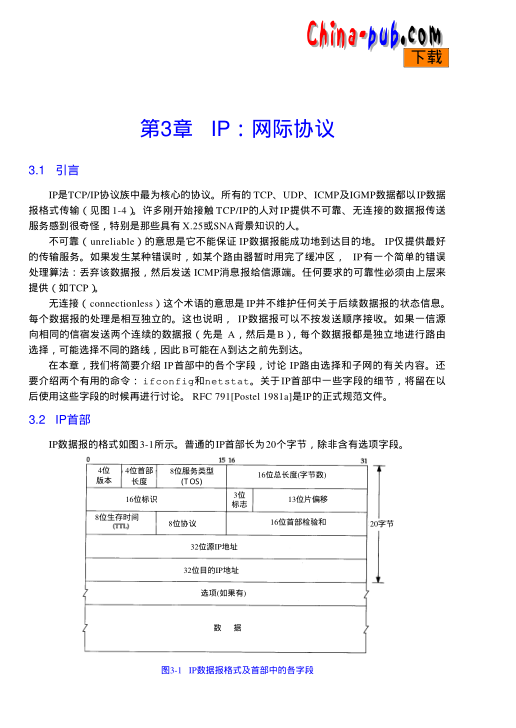 China-pub.com
下载
第3章 IP：网际协议
3.1 引言
IP是TCP/IP协议族中最为核心的协议。所有的TCP、UDP、ICMP及IGMP数据都以IP数据
报格式传输（见图1-4）。许多刚开始接触TCP/IP的人对IP提供不可靠、无连接的数据报传送
服务感到很奇怪，特别是那些具有X.25或SNA背景知识的人。
不可靠（unreliable）的意思是它不能保证IP数据报能成功地到达目的地。IP仅提供最好
的传输服务。如果发生某种错误时，如某个路由器暂时用完了缓冲区，IP有一个简单的错误
处理算法：丢弃该数据报，然后发送ICMP消息报给信源端。任何要求的可靠性必须由上层来
提供（如TCP）。
无连接（connectionless）这个术语的意思是IP并不维护任何关于后续数据报的状态信息。
每个数据报的处理是相互独立的。这也说明，IP数据报可以不按发送顺序接收。如果一信源
向相同的信宿发送两个连续的数据报（先是A，然后是B），每个数据报都是独立地进行路由
选择，可能选择不同的路线，因此B可能在A到达之前先到达。
在本章，我们将简要介绍IP首部中的各个字段，讨论IP路由选择和子网的有关内容。还
要介绍两个有用的命令：ifconfig和netstat。关于IP首部中一些字段的细节，将留在以
后使用这些字段的时候再进行讨论。RFC 791[Postel 1981a]是IP的正式规范文件。
3.2 IP首部
IP数据报的格式如图3-1所示。普通的IP首部长为20个字节，除非含有选项字段。
0 15 16 31
4位
版本
4位首部
长度
8位服务类型
(TOS)
16位总长度(字节数)
16位标识
3位
标志
13位片偏移
8位生存时间
(TTL)
8位协议
16位首部检验和
20字节
32位源IP地址
32位目的IP地址
选项(如果有)
数 据
图3-1 IP数据报格式及首部中的各字段